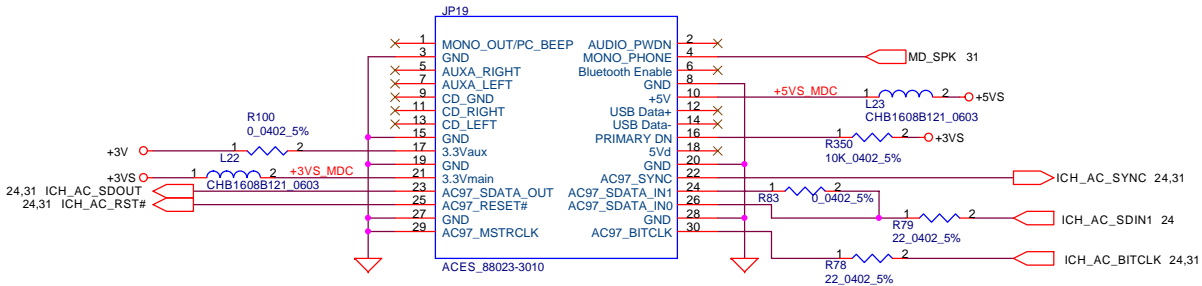 JP19
1 MONO_OUT/PC_BEEP AUDIO_PWDN 2
3 GND MONO_PHONE 4 MD_SPK 31
5 AUXA_RIGHT Bluetooth Enable 6
7 AUXA_LEFT GND 8
9 CD_GND +5V 10 +5VS_MDC 1 2 +5VS
L23
CHB1608B121_0603
11 CD_RIGHT USB Data+ 12
13 CD_LEFT USB Data- 14
R100
0_0402_5%
15 GND PRIMARY DN 16 1 2 +3VS
R350
10K_0402_5%
+3V 1 2 17 3.3Vaux 5Vd 18
L22
19 GND GND 20
+3VS 1 2 +3VS_MDC 21 3.3Vmain AC97_SYNC 22 ICH_AC_SYNC 24,31
CHB1608B121_0603
24,31 ICH_AC_SDOUT 23 AC97_SDATA_OUT AC97_SDATA_IN1 24 1 2
R83 0_0402_5%
24,31 ICH_AC_RST# 25 AC97_RESET# AC97_SDATA_IN0 26
27 GND GND 28 1 2 ICH_AC_SDIN1 24
R79
22_0402_5%
29 AC97_MSTRCLK AC97_BITCLK 30
1 2 ICH_AC_BITCLK 24,31
R78
22_0402_5%
ACES_88023-3010